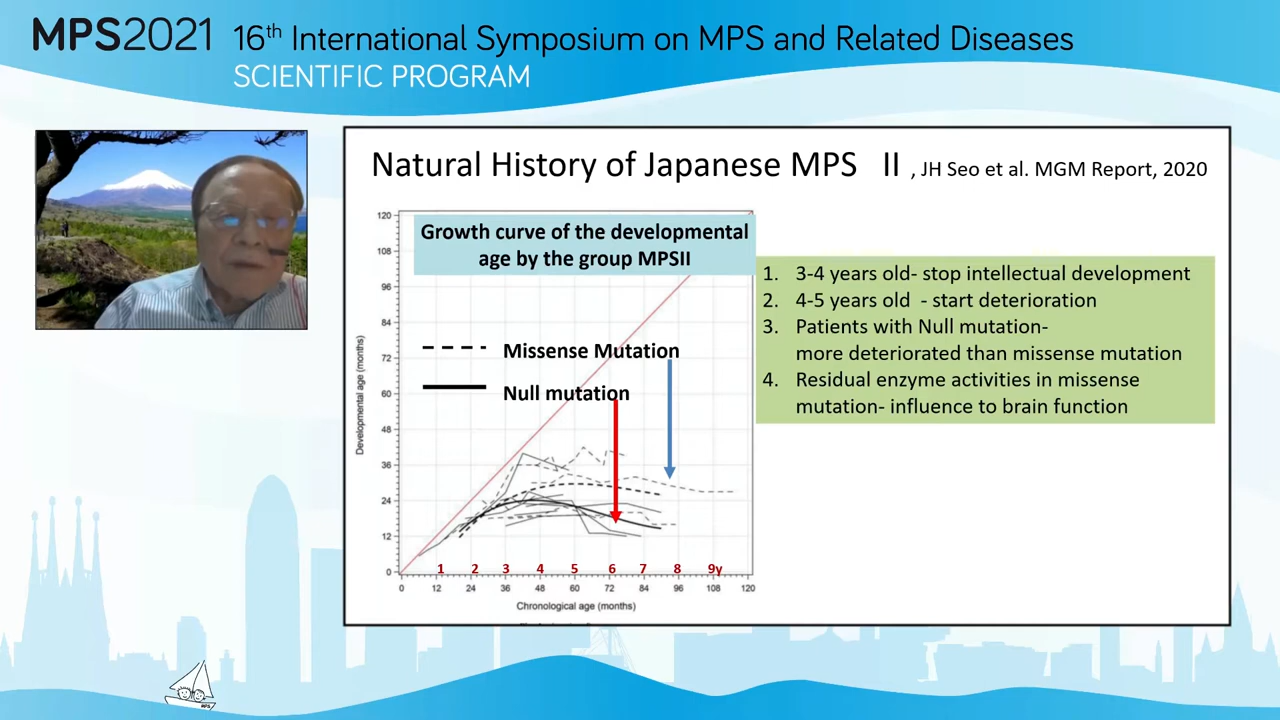 MPS2021 16th International Symposium on MPS and Related Diseases
SCIENTIFIC PROGRAM
Natural History of Japanese MPS II , JH Seo et al. MGM Report, 2020
Growth curve of the developmental
age by the group MPSII
120
108
96
84
72
60
48
36
24
12
0
Developmental age (months)
Missense Mutation
Null mutation
1 2 3 4 5 6 7 8 9y
0 12 24 36 48 60 72 84 96 108 120
Chronological age (months)
1. 3-4 years old- stop intellectual development
2. 4-5 years old - start deterioration
3. Patients with Null mutation-
more deteriorated than missense mutation
4. Residual enzyme activities in missense
mutation- influence to brain function
MPS